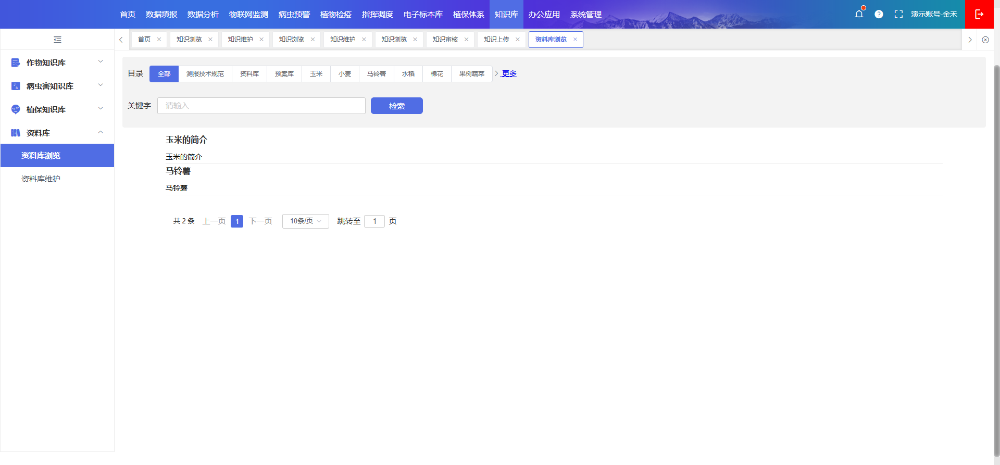 首页 数据填报 数据分析 物联网监测 病虫预警 植物检疫 指挥调度 电子标本库 植保体系 知识库 办公应用 系统管理 演示账号-金禾
首页 知识浏览 知识维护 知识浏览 知识维护 知识浏览 知识审核 知识上传 资料库浏览
作物知识库
病虫害知识库
植保知识库
资料库
资料库浏览
资料库维护
目录 全部 测报技术规范 资料库 预案库 玉米 小麦 马铃薯 水稻 棉花 果树蔬菜 更多
关键字 请输入 检索
玉米的简介
玉米的简介
马铃薯
马铃薯
共 2 条 上一页 1 下一页 10条/页 跳转至 1 页